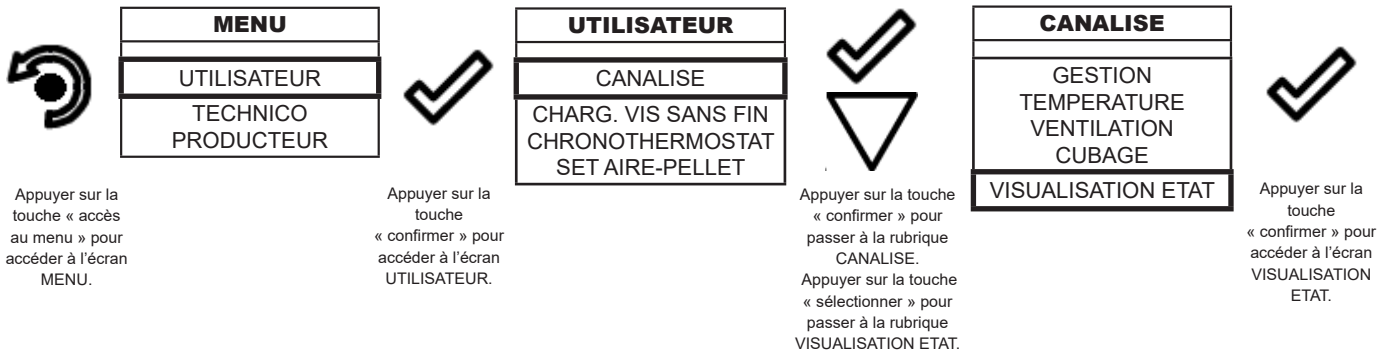 MENU
UTILISATEUR
TECHNICO
PRODUCTEUR
Appuyer sur la
touche « accès
au menu » pour
accéder à l'écran
MENU.
Appuyer sur la
touche
« confirmer » pour
accéder à l'écran
UTILISATEUR.
UTILISATEUR
CANALISE
CHARG. VIS SANS FIN
CHRONOTHERMOSTAT
SET AIRE-PELLET
Appuyer sur la touche
« confirmer » pour
passer à la rubrique
CANALISE.
Appuyer sur la touche
« sélectionner » pour
passer à la rubrique
VISUALISATION ETAT.
CANALISE
GESTION
TEMPERATURE
VENTILATION
CUBAGE
VISUALISATION ETAT
Appuyer sur la
touche
« confirmer » pour
accéder à l'écran
VISUALISATION
ETAT.